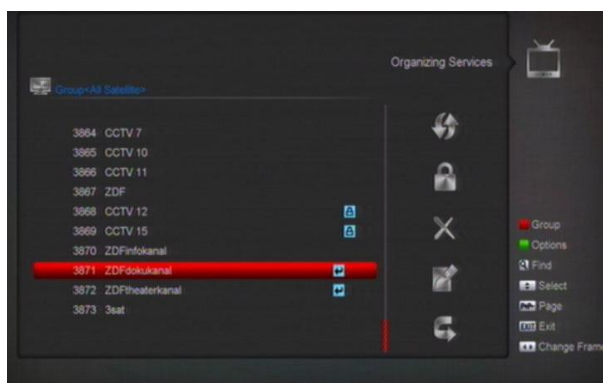 Organizing Services
Group<All Satellite>
3864 CCTV 7
3865 CCTV 10
3866 CCTV 11
3867 ZDF
3868 CCTV 12
3869 CCTV 15
3870 ZDFinfokanal
3871 ZDFdokukanal
3872 ZDFtheaterkanal
3873 3sat
Group
Options
Find
Select
Page
EXIT Exit
Change Frame